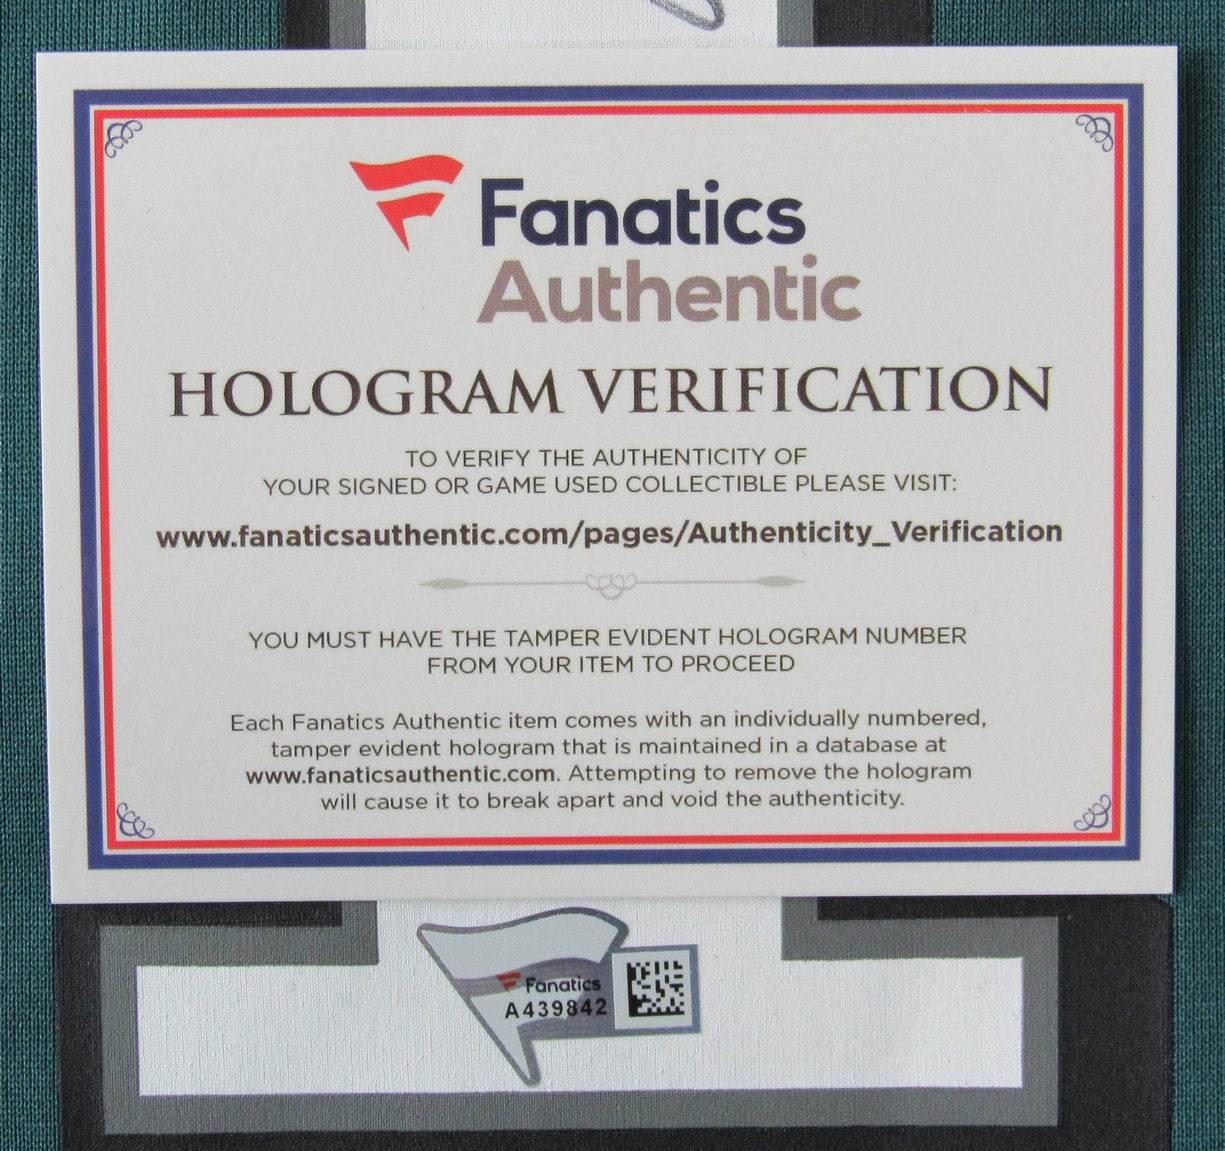 Fanatics
Authentic
HOLOGRAM VERIFICATION
TO VERIFY THE AUTHENTICITY OF
YOUR SIGNED OR GAME USED COLLECTIBLE PLEASE VISIT:
www.fanaticsauthentic.com/pages/Authenticity_Verification
YOU MUST HAVE THE TAMPER EVIDENT HOLOGRAM NUMBER
FROM YOUR ITEM TO PROCEED
Each Fanatics Authentic item comes with an individually numbered,
tamper evident hologram that is maintained in a database at
www.fanaticsauthentic.com. Attempting to remove the hologram
will cause it to break apart and void the authenticity.
Fanatics
A439842